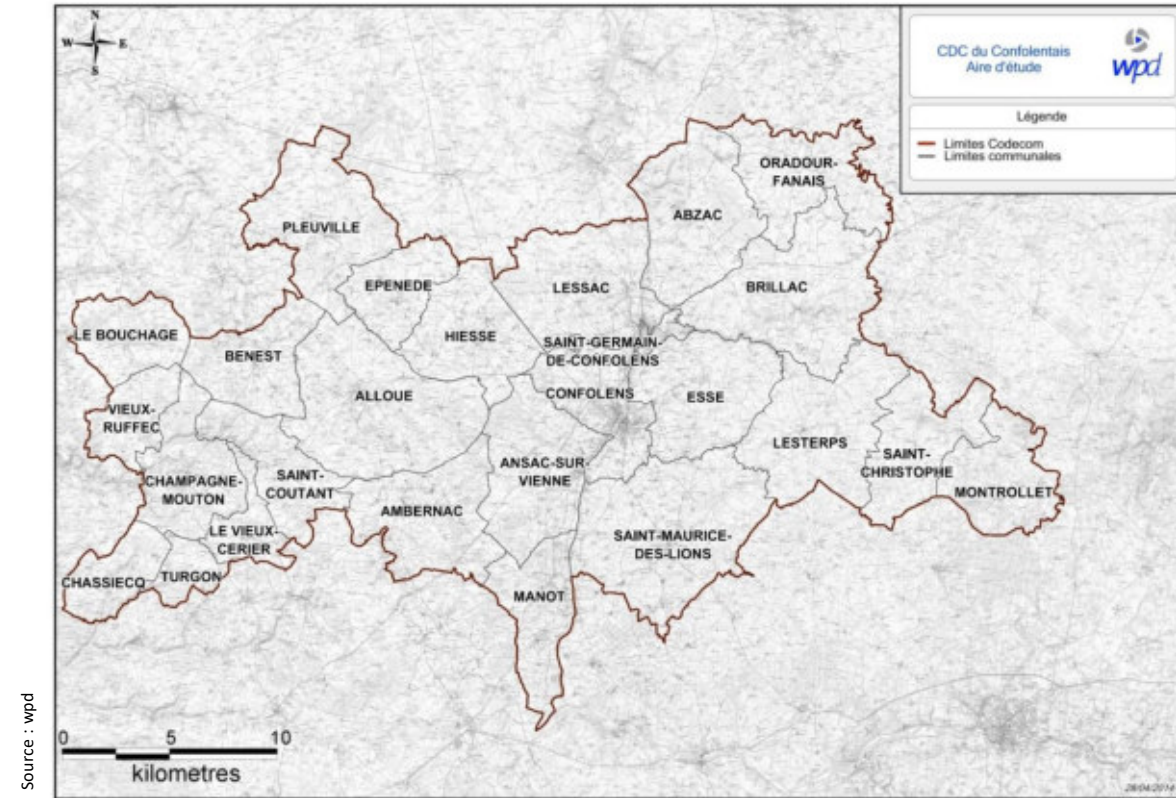 N
W E
S
CDC du Confolentais
Aire d'étude
wpd
Légende
Limites Codecom
Limites communales
ORADOUR-
FANAIS
ABZAC
PLEUVILLE
EPENEDE
LESSAC
BRILLAC
LE BOUCHAGE
BENEST
HIESSE
SAINT-GERMAIN-
DE-CONFOLENS
CONFOLENS
ALLOUE
ESSE
VIEUX-
RUFFEC
LESTERPS
SAINT-
CHRISTOPHE
MONTROLLET
ANSAC-SUR-
VIENNE
CHAMPAGNE-
MOUTON
SAINT-
COUTANT
AMBERNAC
LE VIEUX-
CERIER
SAINT-MAURICE-
DES-LIONS
CHASSIECQ
TURGON
MANOT
0 5 10
kilometres
Source : wpd